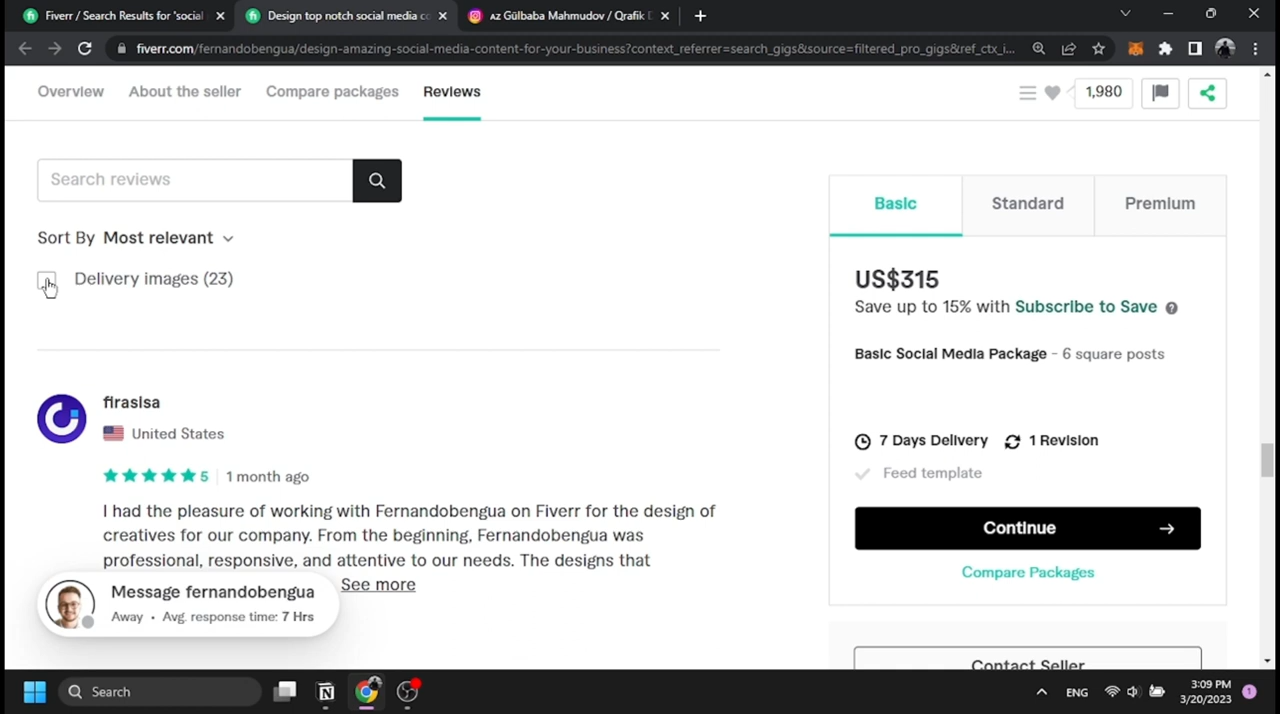 Fiverr / Search Results for 'social
Design top notch social media co
ᴀᴢ Gülbaba Mahmudov / Qrafik D
fiverr.com/fernandobengua/design-amazing-social-media-content-for-your-business?context_referrer=search_gigs&source=filtered_pro_gigs&ref_ctx_i...
Overview About the seller Compare packages Reviews 1,980
Search reviews
Sort By Most relevant
Delivery images (23)
firasisa
United States
5 1 month ago
I had the pleasure of working with Fernandobengua on Fiverr for the design of
creatives for our company. From the beginning, Fernandobengua was
professional, responsive, and attentive to our needs. The designs that
See more
Message fernandobengua
Away • Avg. response time: 7 Hrs
Basic Standard Premium
US$315
Save up to 15% with Subscribe to Save ?
Basic Social Media Package - 6 square posts
7 Days Delivery 1 Revision
Feed template
Continue
Compare Packages
Contact Seller
Search
ENG
3:09 PM
3/20/2023
1